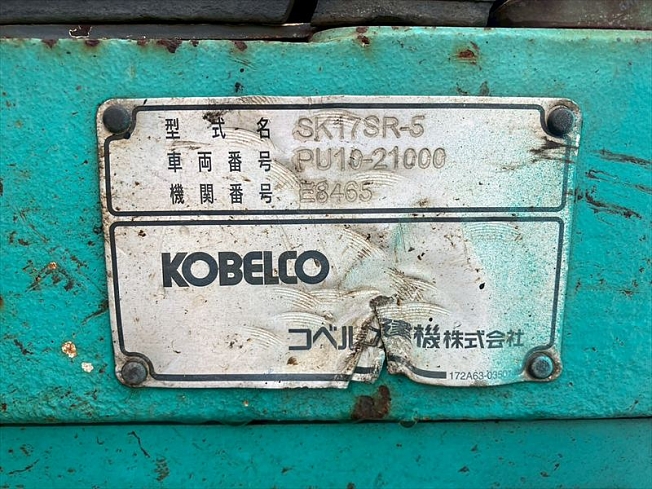 型式名 SK17SR-5
車両番号 PU10-21000
機関番号 E8465
KOBELCO
コベルコ建機株式会社